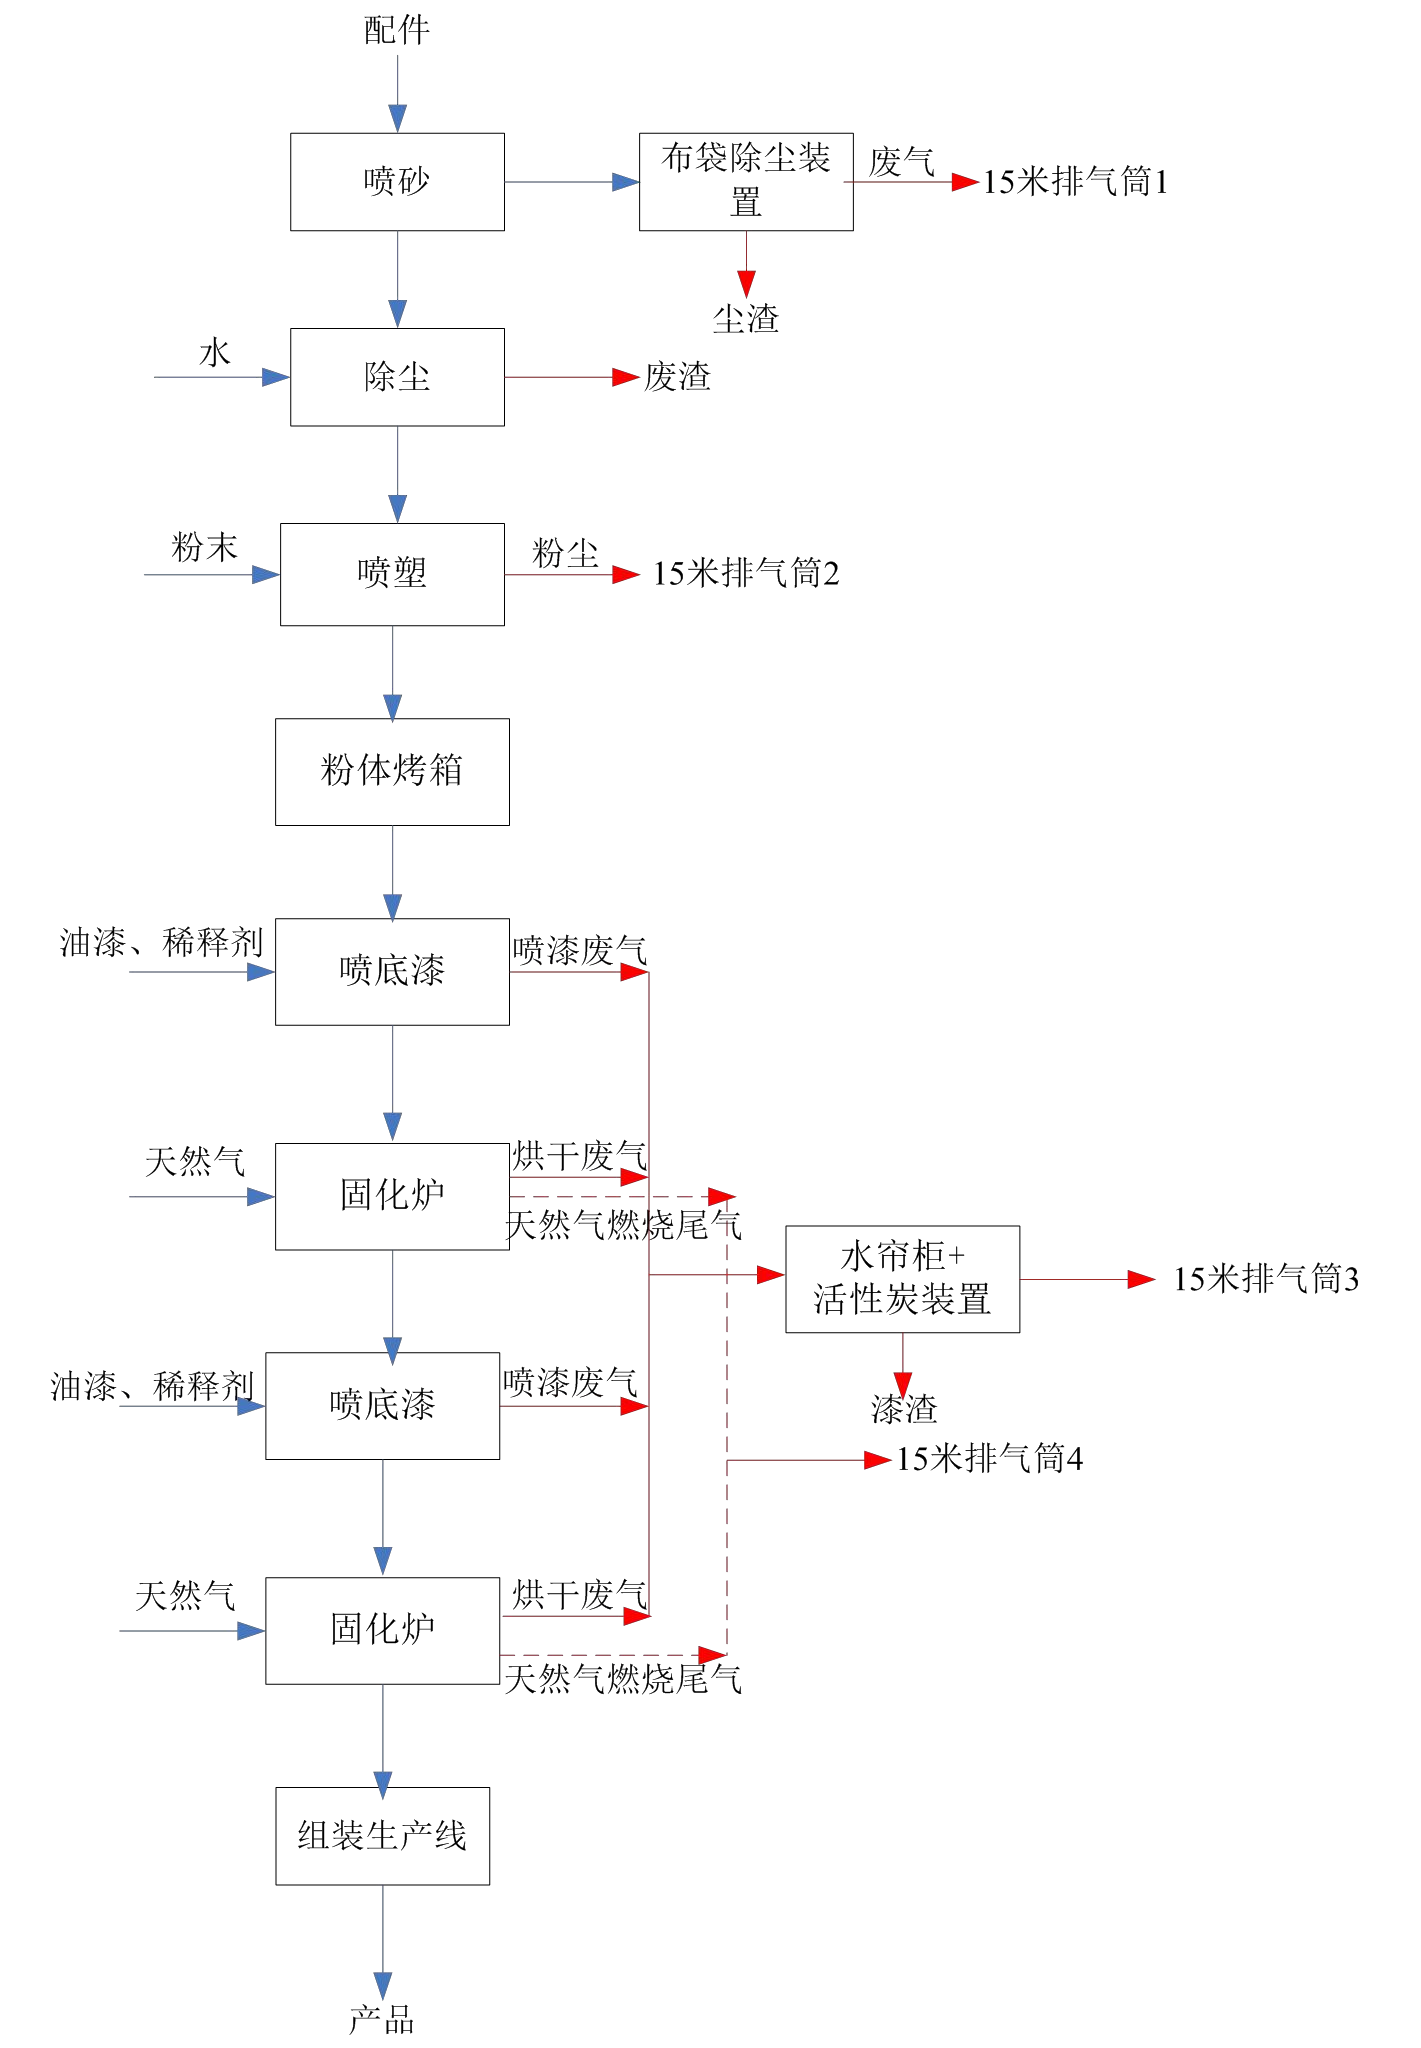 配件
喷砂
布袋除尘装
置
废气
15米排气筒1
尘渣
水
除尘
废渣
粉末
喷塑
粉尘
15米排气筒2
粉体烤箱
油漆、稀释剂
喷底漆
喷漆废气
天然气
固化炉
烘干废气
天然气燃烧尾气
水帘柜+
活性炭装置
15米排气筒3
漆渣
油漆、稀释剂
喷底漆
喷漆废气
15米排气筒4
天然气
固化炉
烘干废气
天然气燃烧尾气
组装生产线
产品